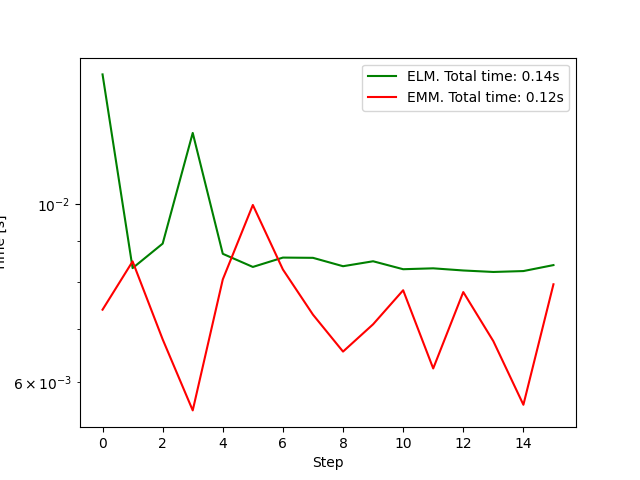 ELM. Total time: 0.14s
EMM. Total time: 0.12s
10⁻²
6 × 10⁻³
Time [s]
0 2 4 6 8 10 12 14
Step